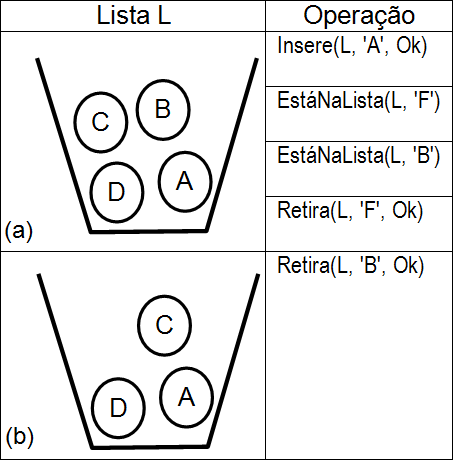 Lista L Operação
Insere(L, 'A', Ok)
EstáNaLista(L, 'F')
C B
EstáNaLista(L, 'B')
D A
Retira(L, 'F', Ok)
(a)
Retira(L, 'B', Ok)
C
D A
(b)